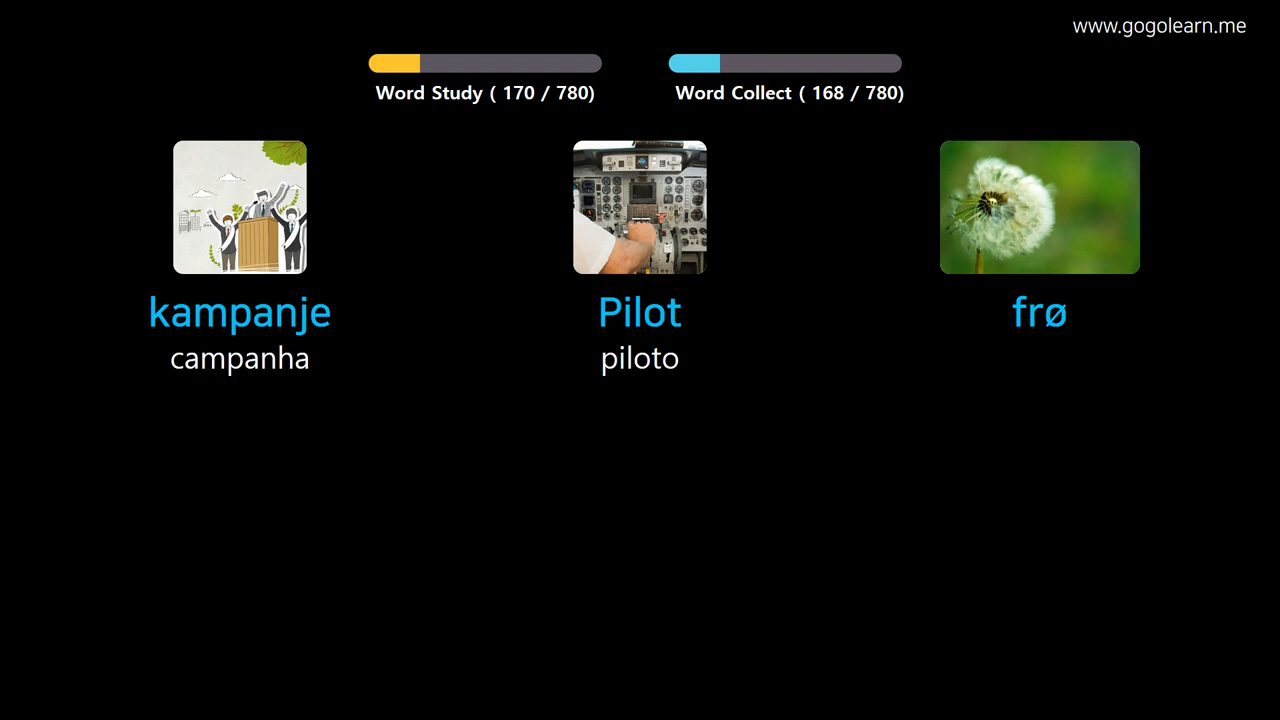 www.gogolearn.me
Word Study ( 170 / 780)
Word Collect ( 168 / 780)
kampanje
campanha
Pilot
piloto
frø